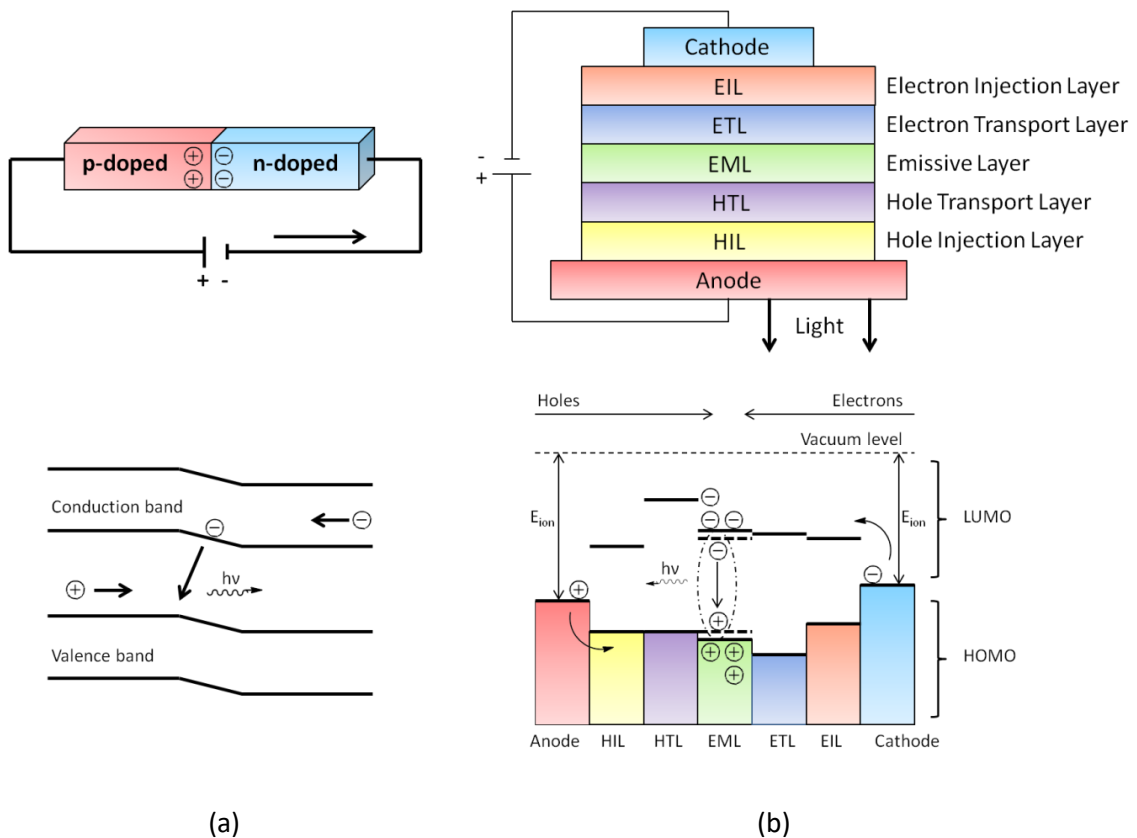 p-doped
n-doped
+ -
Conduction band
hν
Valence band
(a)
Cathode
EIL Electron Injection Layer
ETL Electron Transport Layer
EML Emissive Layer
HTL Hole Transport Layer
HIL Hole Injection Layer
Anode
-
+
Light
Holes
Electrons
Vacuum level
Eion
Eion
LUMO
hν
HOMO
Anode HIL HTL EML ETL EIL Cathode
(b)